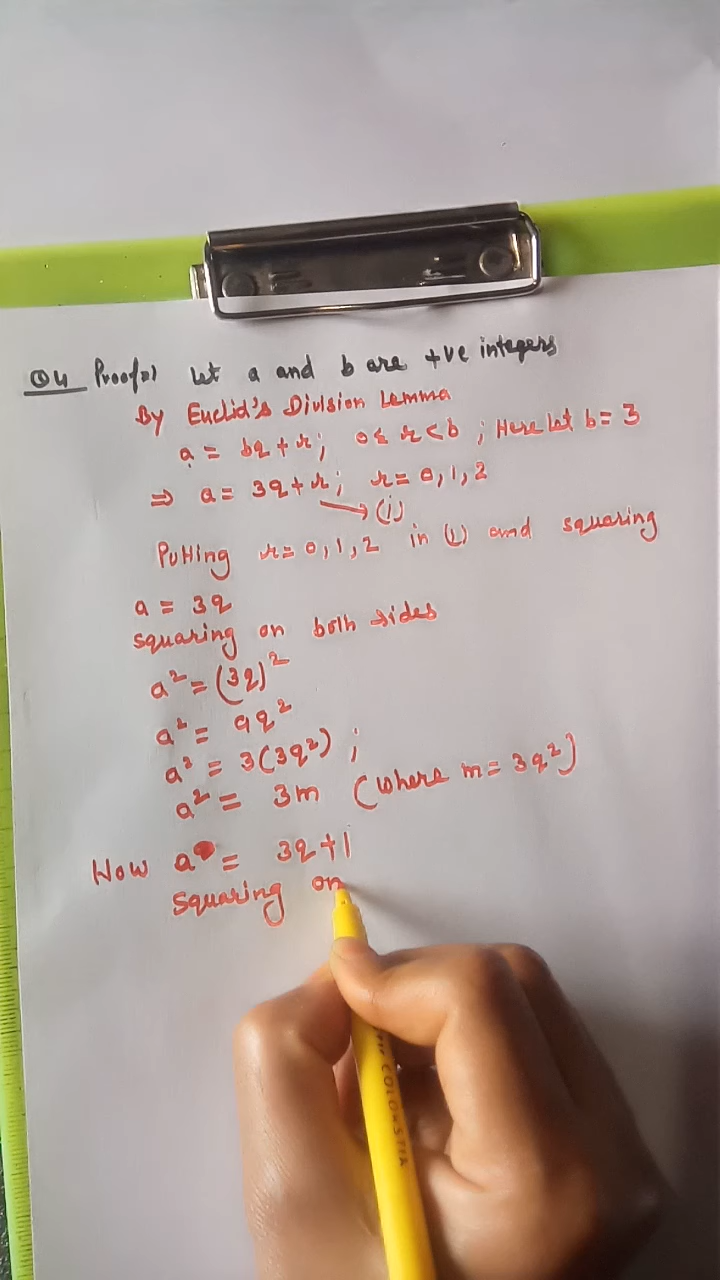 Q4 Proof:) Let a and b are +ve integers
By Euclid's Division Lemma
a = bq + r; 0 ≤ r < b ; Here let b = 3
⇒ a = 3q + r; r = 0, 1, 2
→ (i)
Putting r = 0, 1, 2 in (i) and squaring
a = 3q
squaring on both sides
a² = (3q)²
a² = 9q²
a² = 3(3q²) ;
a² = 3m (where m = 3q²)
Now a = 3q + 1
squaring on
COLORSTIX